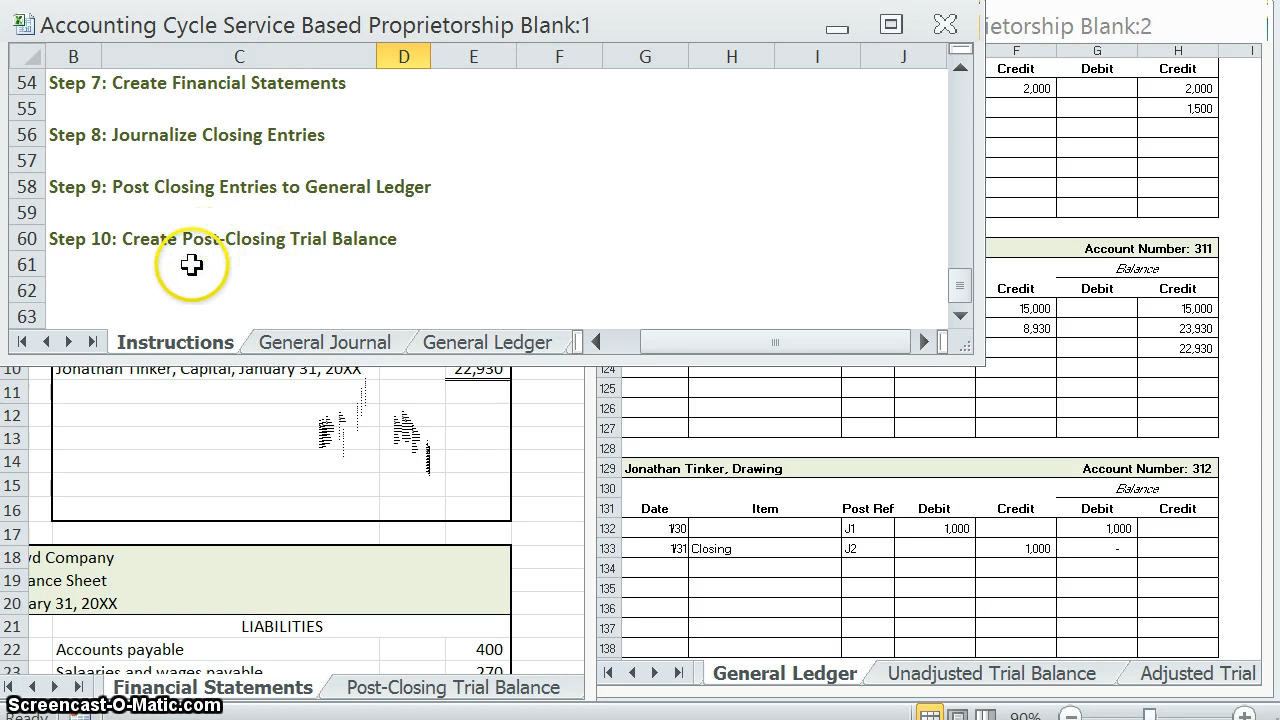 Accounting Cycle Service Based Proprietorship Blank:1
B C D E F G H I J
54 Step 7: Create Financial Statements
55
56 Step 8: Journalize Closing Entries
57
58 Step 9: Post Closing Entries to General Ledger
59
60 Step 10: Create Post-Closing Trial Balance
61
62
63
Instructions General Journal General Ledger
ietorship Blank:2
F G H I
Credit Debit Credit
2,000 2,000
1,500
Account Number: 311
Balance
Credit Debit Credit
15,000 15,000
8,930 23,930
22,930
10 Jonathan Tinker, Capital, January 31, 20XX 22,930
11
12
13
14
15
16
17
18 yd Company
19 ance Sheet
20 ary 31, 20XX
21 LIABILITIES
22 Accounts payable 400
23 Salaaries and wages payable 270
Financial Statements Post-Closing Trial Balance
124
125
126
127
128
129 Jonathan Tinker, Drawing Account Number: 312
130 Balance
131 Date Item Post Ref Debit Credit Debit Credit
132 1/30 J1 1,000 1,000
133 1/31 Closing J2 1,000 -
134
135
136
137
138
General Ledger Unadjusted Trial Balance Adjusted Trial
Screencast-O-Matic.com
Ready 90%